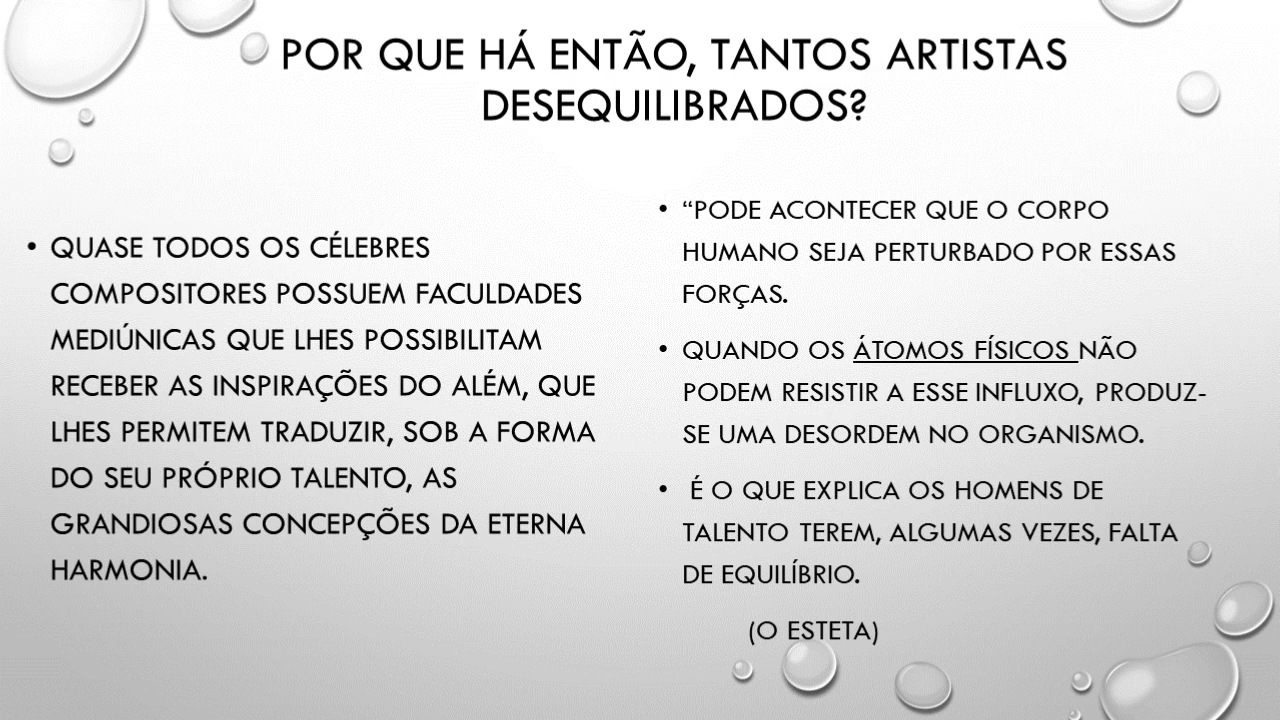 POR QUE HÁ ENTÃO, TANTOS ARTISTAS
DESEQUILIBRADOS?
• QUASE TODOS OS CÉLEBRES
COMPOSITORES POSSUEM FACULDADES
MEDIÚNICAS QUE LHES POSSIBILITAM
RECEBER AS INSPIRAÇÕES DO ALÉM, QUE
LHES PERMITEM TRADUZIR, SOB A FORMA
DO SEU PRÓPRIO TALENTO, AS
GRANDIOSAS CONCEPÇÕES DA ETERNA
HARMONIA.
• “PODE ACONTECER QUE O CORPO
HUMANO SEJA PERTURBADO POR ESSAS
FORÇAS.
• QUANDO OS ÁTOMOS FÍSICOS NÃO
PODEM RESISTIR A ESSE INFLUXO, PRODUZ-
SE UMA DESORDEM NO ORGANISMO.
• É O QUE EXPLICA OS HOMENS DE
TALENTO TEREM, ALGUMAS VEZES, FALTA
DE EQUILÍBRIO.
(O ESTETA)